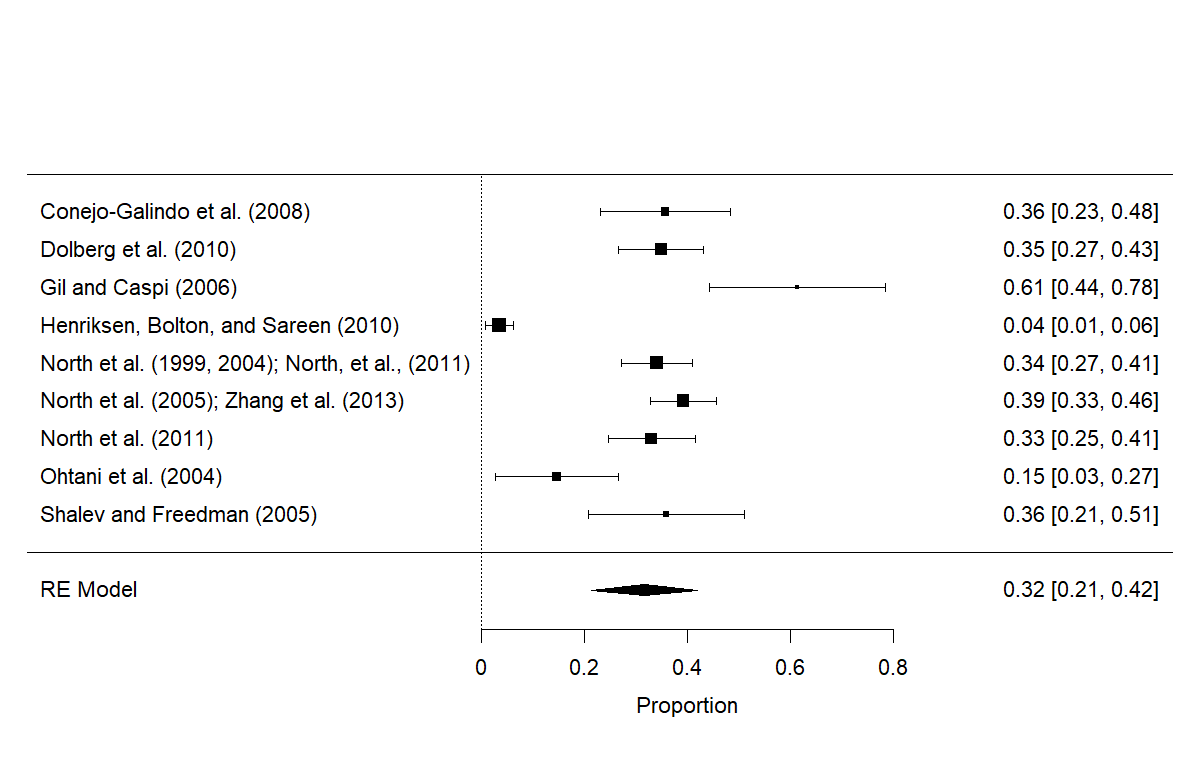 Conejo-Galindo et al. (2008) 0.36 [0.23, 0.48]
Dolberg et al. (2010) 0.35 [0.27, 0.43]
Gil and Caspi (2006) 0.61 [0.44, 0.78]
Henriksen, Bolton, and Sareen (2010) 0.04 [0.01, 0.06]
North et al. (1999, 2004); North, et al., (2011) 0.34 [0.27, 0.41]
North et al. (2005); Zhang et al. (2013) 0.39 [0.33, 0.46]
North et al. (2011) 0.33 [0.25, 0.41]
Ohtani et al. (2004) 0.15 [0.03, 0.27]
Shalev and Freedman (2005) 0.36 [0.21, 0.51]
RE Model 0.32 [0.21, 0.42]
0 0.2 0.4 0.6 0.8
Proportion